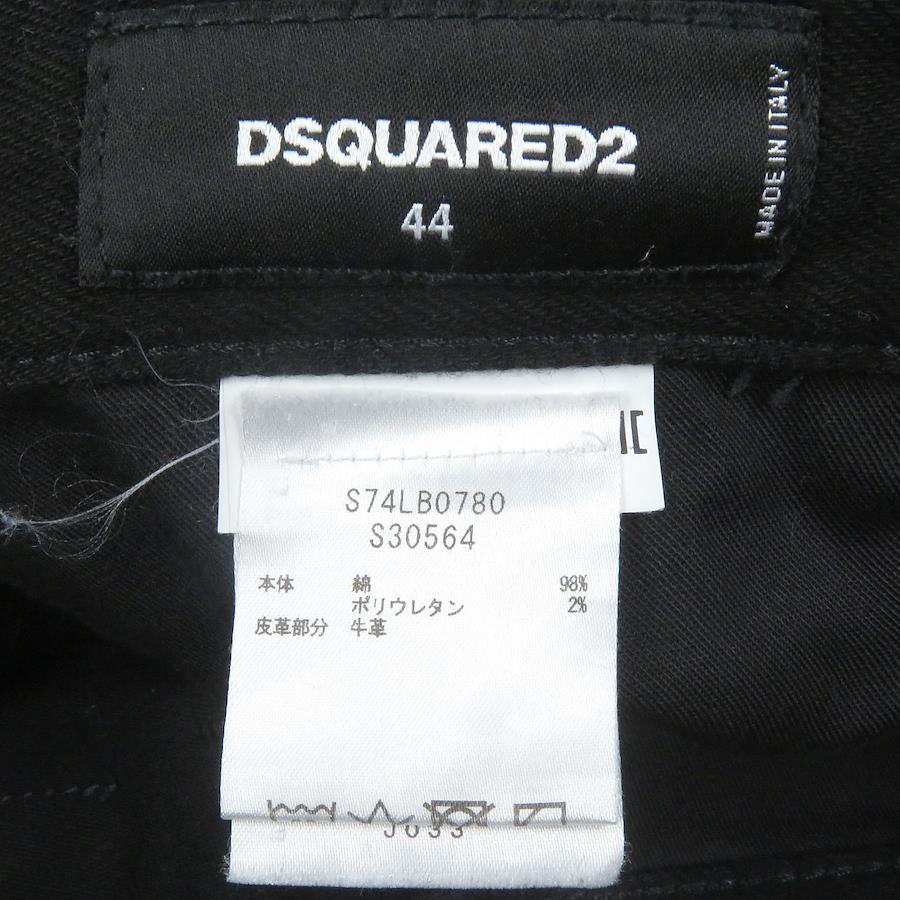 DSQUARED2
44
MADE IN ITALY
S74LB0780
S30564
本体 綿 98%
ポリウレタン 2%
皮革部分 牛革